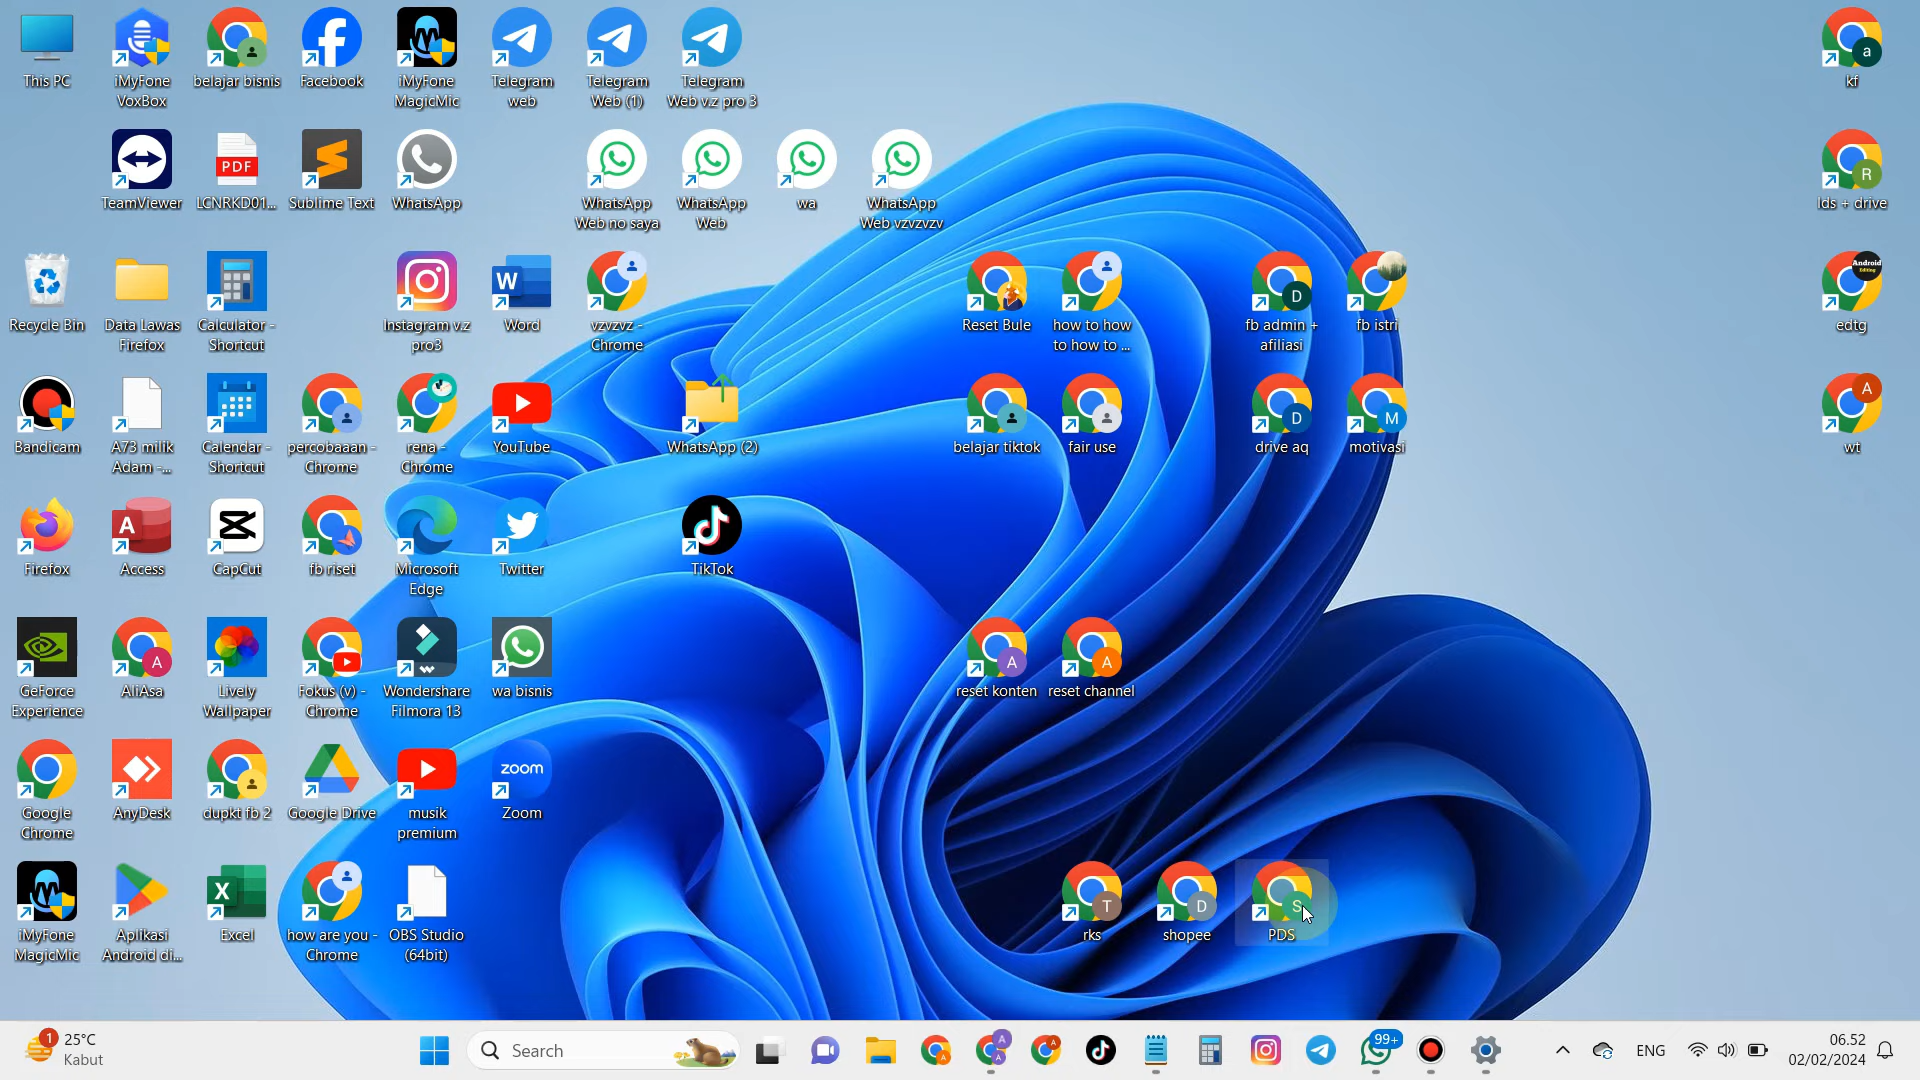 This PC
iMyFone
VoxBox
belajar bisnis
Facebook
iMyFone
MagicMic
Telegram
web
Telegram
Web (1)
Telegram
Web v.z pro 3
a
kf
TeamViewer
PDF
LCNRKD01...
Sublime Text
WhatsApp
WhatsApp
Web no saya
WhatsApp
Web
wa
WhatsApp
Web vzvzvzv
R
lds + drive
Recycle Bin
Data Lawas
Firefox
Calculator -
Shortcut
Instagram v.z
pro3
W
Word
vzvzvz -
Chrome
Reset Bule
how to how
to how to ...
D
fb admin +
afiliasi
fb istri
Android
Editing
edtg
Bandicam
A73 milik
Adam -...
Calendar -
Shortcut
percobaaan -
Chrome
rena -
Chrome
YouTube
WhatsApp (2)
belajar tiktok
fair use
D
drive aq
M
motivasi
A
wt
Firefox
A
Access
CapCut
fb riset
Microsoft
Edge
Twitter
TikTok
GeForce
Experience
A
AliAsa
Lively
Wallpaper
Fokus (v) -
Chrome
Wondershare
Filmora 13
wa bisnis
A
reset konten
A
reset channel
Google
Chrome
AnyDesk
dupkt fb 2
Google Drive
musik
premium
zoom
Zoom
iMyFone
MagicMic
Aplikasi
Android di...
X
Excel
how are you -
Chrome
OBS Studio
(64bit)
T
rks
D
shopee
S
PDS
1
25°C
Kabut
Search
A
A
A
A
99+
ENG
06.52
02/02/2024